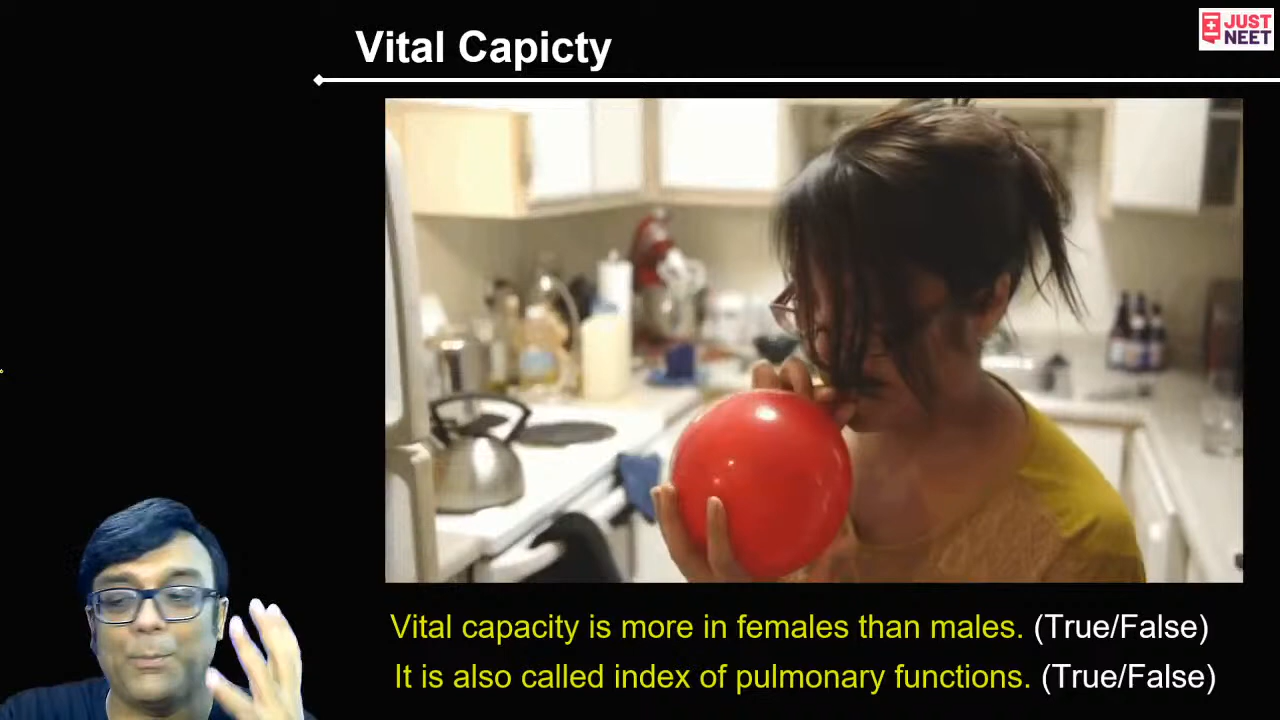 Vital Capicty
JUST
NEET
Vital capacity is more in females than males. (True/False)
It is also called index of pulmonary functions. (True/False)